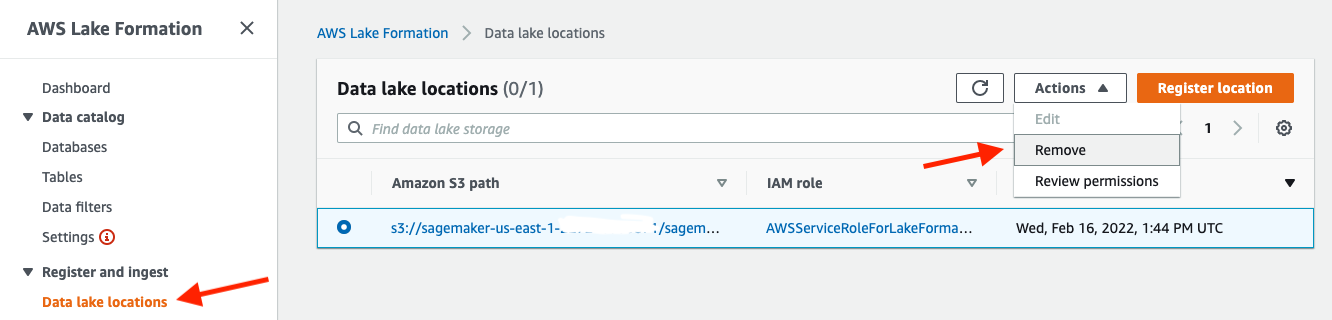 AWS Lake Formation
Dashboard
Data catalog
Databases
Tables
Data filters
Settings
Register and ingest
Data lake locations
AWS Lake Formation > Data lake locations
Data lake locations (0/1)
Actions
Register location
Find data lake storage
1
Edit
Remove
Review permissions
Amazon S3 path IAM role
s3://sagemaker-us-east-1- /sagem... AWSServiceRoleForLakeForma... Wed, Feb 16, 2022, 1:44 PM UTC